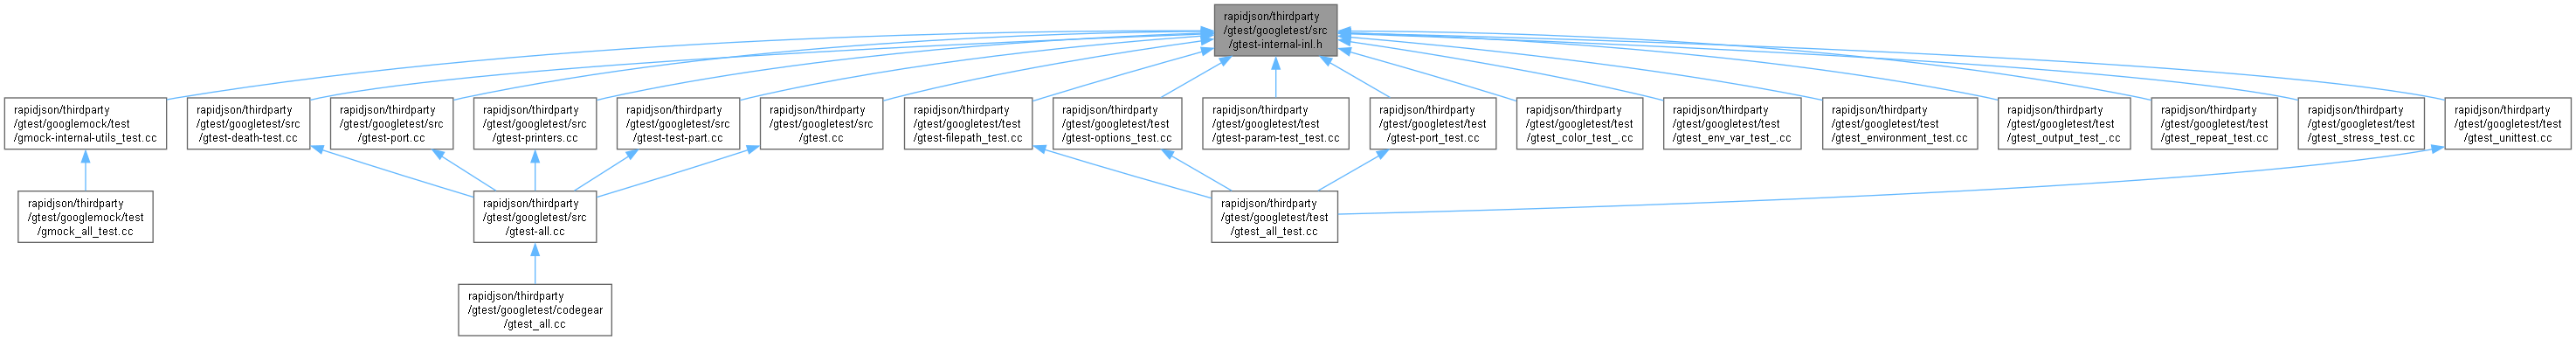 rapidjson/thirdparty
/gtest/googletest/src
/gtest-internal-inl.h
rapidjson/thirdparty
/gtest/googlemock/test
/gmock-internal-utils_test.cc
rapidjson/thirdparty
/gtest/googletest/src
/gtest-death-test.cc
rapidjson/thirdparty
/gtest/googletest/src
/gtest-port.cc
rapidjson/thirdparty
/gtest/googletest/src
/gtest-printers.cc
rapidjson/thirdparty
/gtest/googletest/src
/gtest-test-part.cc
rapidjson/thirdparty
/gtest/googletest/src
/gtest.cc
rapidjson/thirdparty
/gtest/googletest/test
/gtest-filepath_test.cc
rapidjson/thirdparty
/gtest/googletest/test
/gtest-options_test.cc
rapidjson/thirdparty
/gtest/googletest/test
/gtest-param-test_test.cc
rapidjson/thirdparty
/gtest/googletest/test
/gtest-port_test.cc
rapidjson/thirdparty
/gtest/googletest/test
/gtest_color_test_.cc
rapidjson/thirdparty
/gtest/googletest/test
/gtest_env_var_test_.cc
rapidjson/thirdparty
/gtest/googletest/test
/gtest_environment_test.cc
rapidjson/thirdparty
/gtest/googletest/test
/gtest_output_test_.cc
rapidjson/thirdparty
/gtest/googletest/test
/gtest_repeat_test.cc
rapidjson/thirdparty
/gtest/googletest/test
/gtest_stress_test.cc
rapidjson/thirdparty
/gtest/googletest/test
/gtest_unittest.cc
rapidjson/thirdparty
/gtest/googlemock/test
/gmock_all_test.cc
rapidjson/thirdparty
/gtest/googletest/src
/gtest-all.cc
rapidjson/thirdparty
/gtest/googletest/test
/gtest_all_test.cc
rapidjson/thirdparty
/gtest/googletest/codegear
/gtest_all.cc